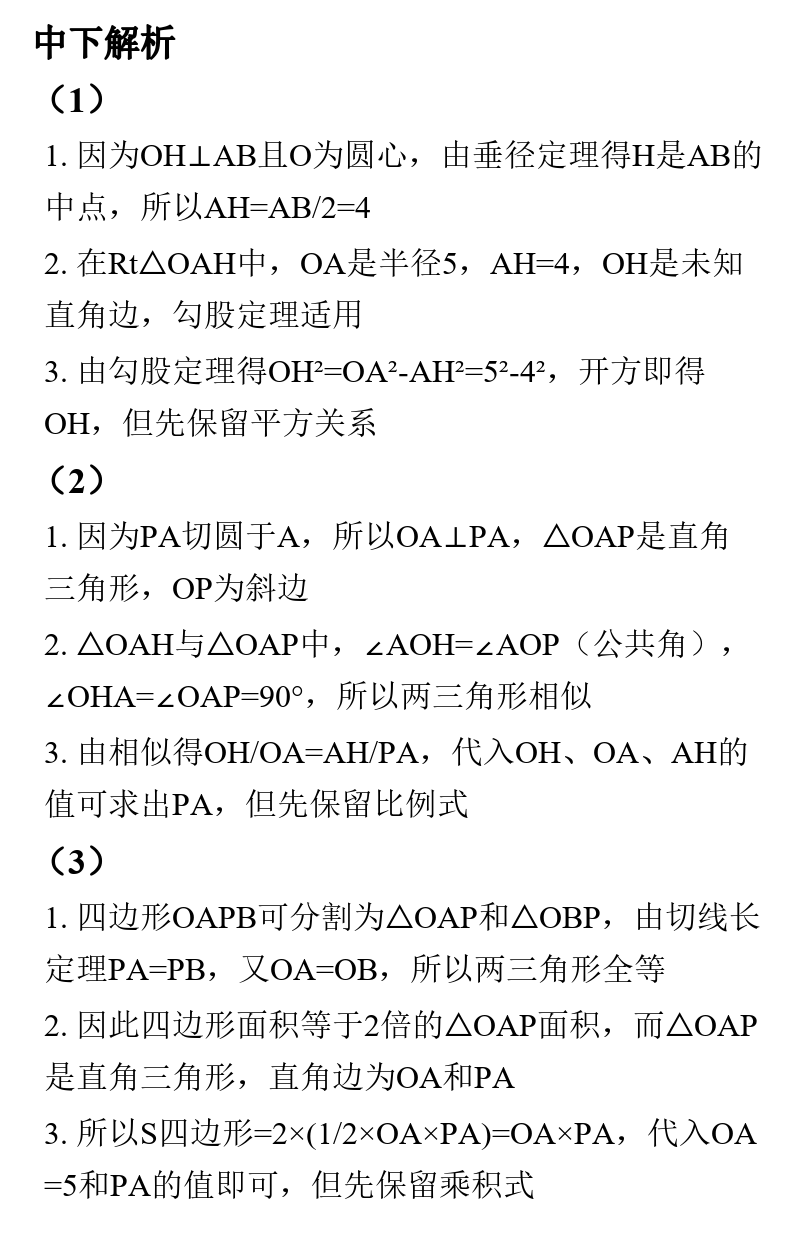 中下解析
（1）
1. 因为OH⊥AB且O为圆心，由垂径定理得H是AB的
中点，所以AH=AB/2=4
2. 在Rt△OAH中，OA是半径5，AH=4，OH是未知
直角边，勾股定理适用
3. 由勾股定理得OH²=OA²-AH²=5²-4²，开方即得
OH，但先保留平方关系
（2）
1. 因为PA切圆于A，所以OA⊥PA，△OAP是直角
三角形，OP为斜边
2. △OAH与△OAP中，∠AOH=∠AOP（公共角），
∠OHA=∠OAP=90°，所以两三角形相似
3. 由相似得OH/OA=AH/PA，代入OH、OA、AH的
值可求出PA，但先保留比例式
（3）
1. 四边形OAPB可分割为△OAP和△OBP，由切线长
定理PA=PB，又OA=OB，所以两三角形全等
2. 因此四边形面积等于2倍的△OAP面积，而△OAP
是直角三角形，直角边为OA和PA
3. 所以S四边形=2×(1/2×OA×PA)=OA×PA，代入OA
=5和PA的值即可，但先保留乘积式